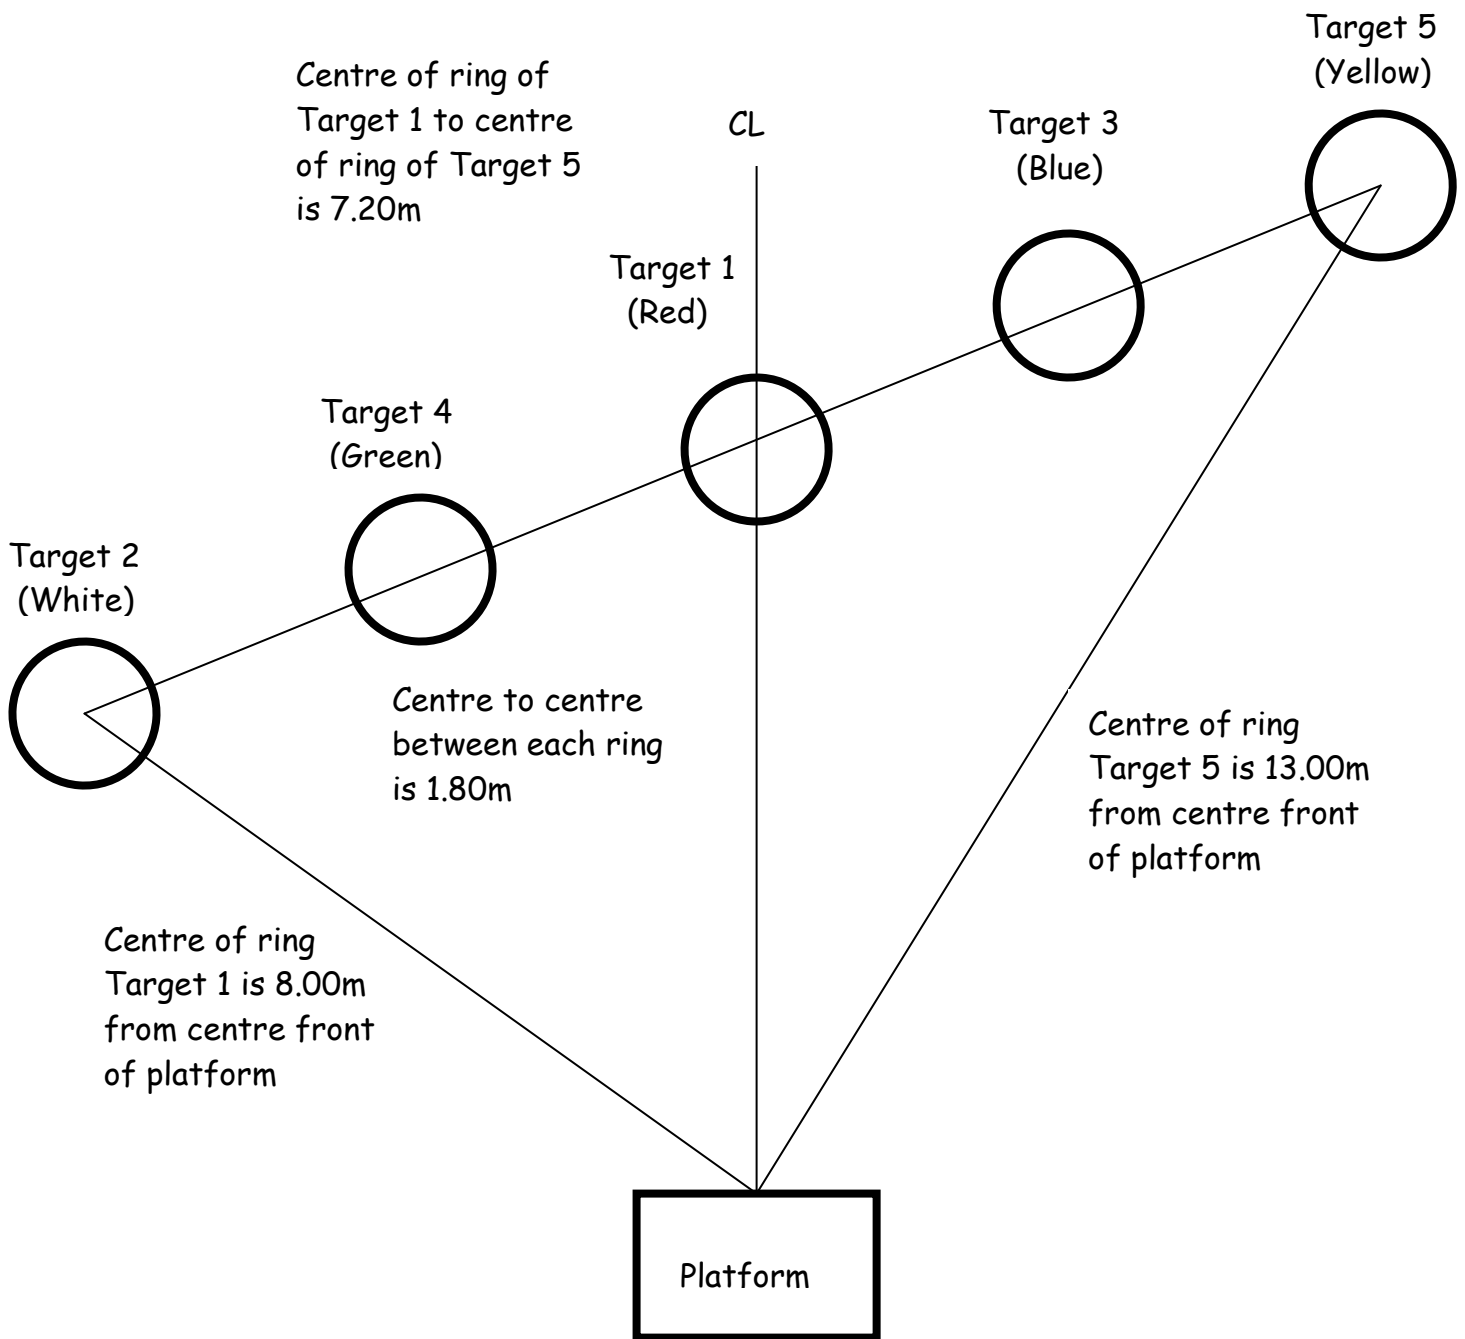 Target 5
(Yellow)
Centre of ring of
Target 1 to centre
of ring of Target 5
is 7.20m
CL
Target 3
(Blue)
Target 1
(Red)
Target 4
(Green)
Target 2
(White)
Centre to centre
between each ring
is 1.80m
Centre of ring
Target 5 is 13.00m
from centre front
of platform
Centre of ring
Target 1 is 8.00m
from centre front
of platform
Platform